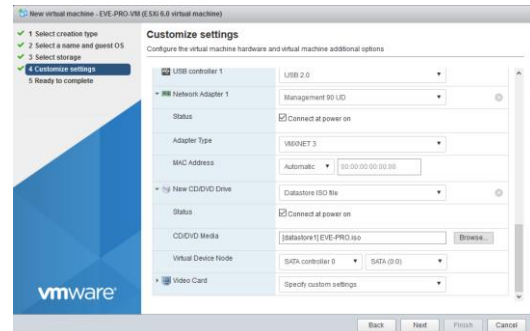 New virtual machine - EVE-PRO-VM (ESXi 6.0 virtual machine)
1 Select creation type
2 Select a name and guest OS
3 Select storage
4 Customize settings
5 Ready to complete
Customize settings
Configure the virtual machine hardware and virtual machine additional options
USB controller 1 USB 2.0
Network Adapter 1 Management 90 UD
Status Connect at power on
Adapter Type VMXNET 3
MAC Address Automatic 00:00:00:00:00:00
New CD/DVD Drive Datastore ISO file
Status Connect at power on
CD/DVD Media [datastore1] EVE-PRO.iso Browse...
Virtual Device Node SATA controller 0 SATA (0:0)
Video Card Specify custom settings
vmware
Back Next Finish Cancel